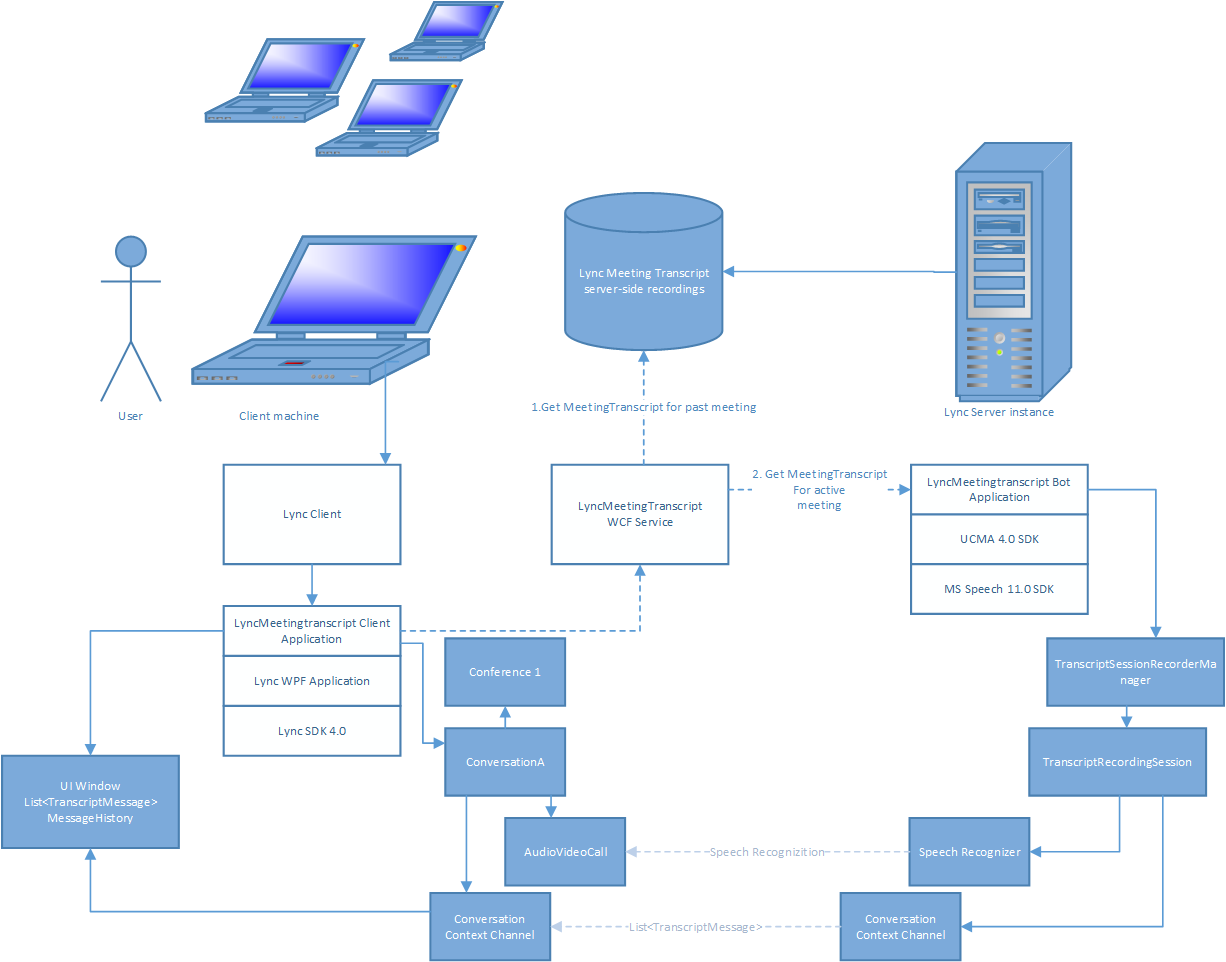 Lync Meeting Transcript
server-side recordings
User
Client machine
1.Get MeetingTranscript for past meeting
Lync Server instance
Lync Client
LyncMeetingTranscript
WCF Service
2. Get MeetingTranscript
For active
meeting
LyncMeetingtranscript Bot
Application
UCMA 4.0 SDK
MS Speech 11.0 SDK
LyncMeetingtranscript Client
Application
Lync WPF Application
Lync SDK 4.0
Conference 1
TranscriptSessionRecorderMa
nager
ConversationA
TranscriptRecordingSession
UI Window
List<TranscriptMessage>
MessageHistory
AudioVideoCall
Speech Recognizition
Speech Recognizer
Conversation
Context Channel
List<TranscriptMessage>
Conversation
Context Channel